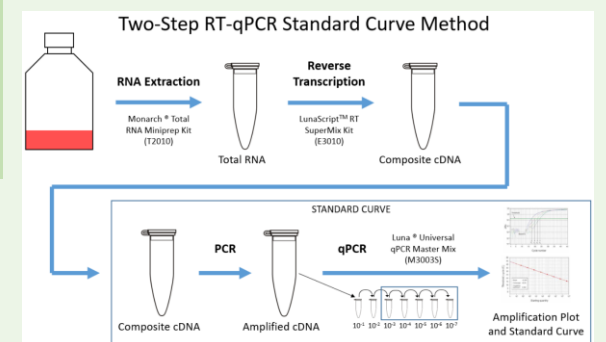 Two-Step RT-qPCR Standard Curve Method
RNA Extraction
Monarch ® Total
RNA Miniprep Kit
(T2010)
Total RNA
Reverse
Transcription
LunaScript™ RT
SuperMix Kit
(E3010)
Composite cDNA
STANDARD CURVE
Composite cDNA
PCR
Amplified cDNA
qPCR
Luna ® Universal
qPCR Master Mix
(M3003S)
10⁻¹ 10⁻² 10⁻³ 10⁻⁴ 10⁻⁵ 10⁻⁶ 10⁻⁷
Amplification Plot
and Standard Curve